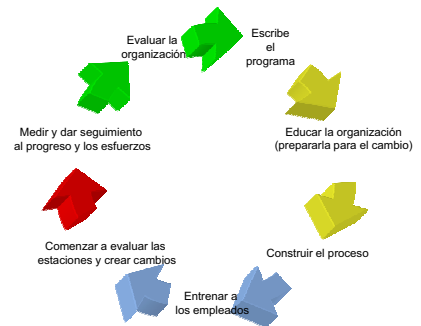 Evaluar la
organización
Escribe
el
programa
Medir y dar seguimiento
al progreso y los esfuerzos
Educar la organización
(prepararla para el cambio)
Comenzar a evaluar las
estaciones y crear cambios
Construir el proceso
Entrenar a
los empleados